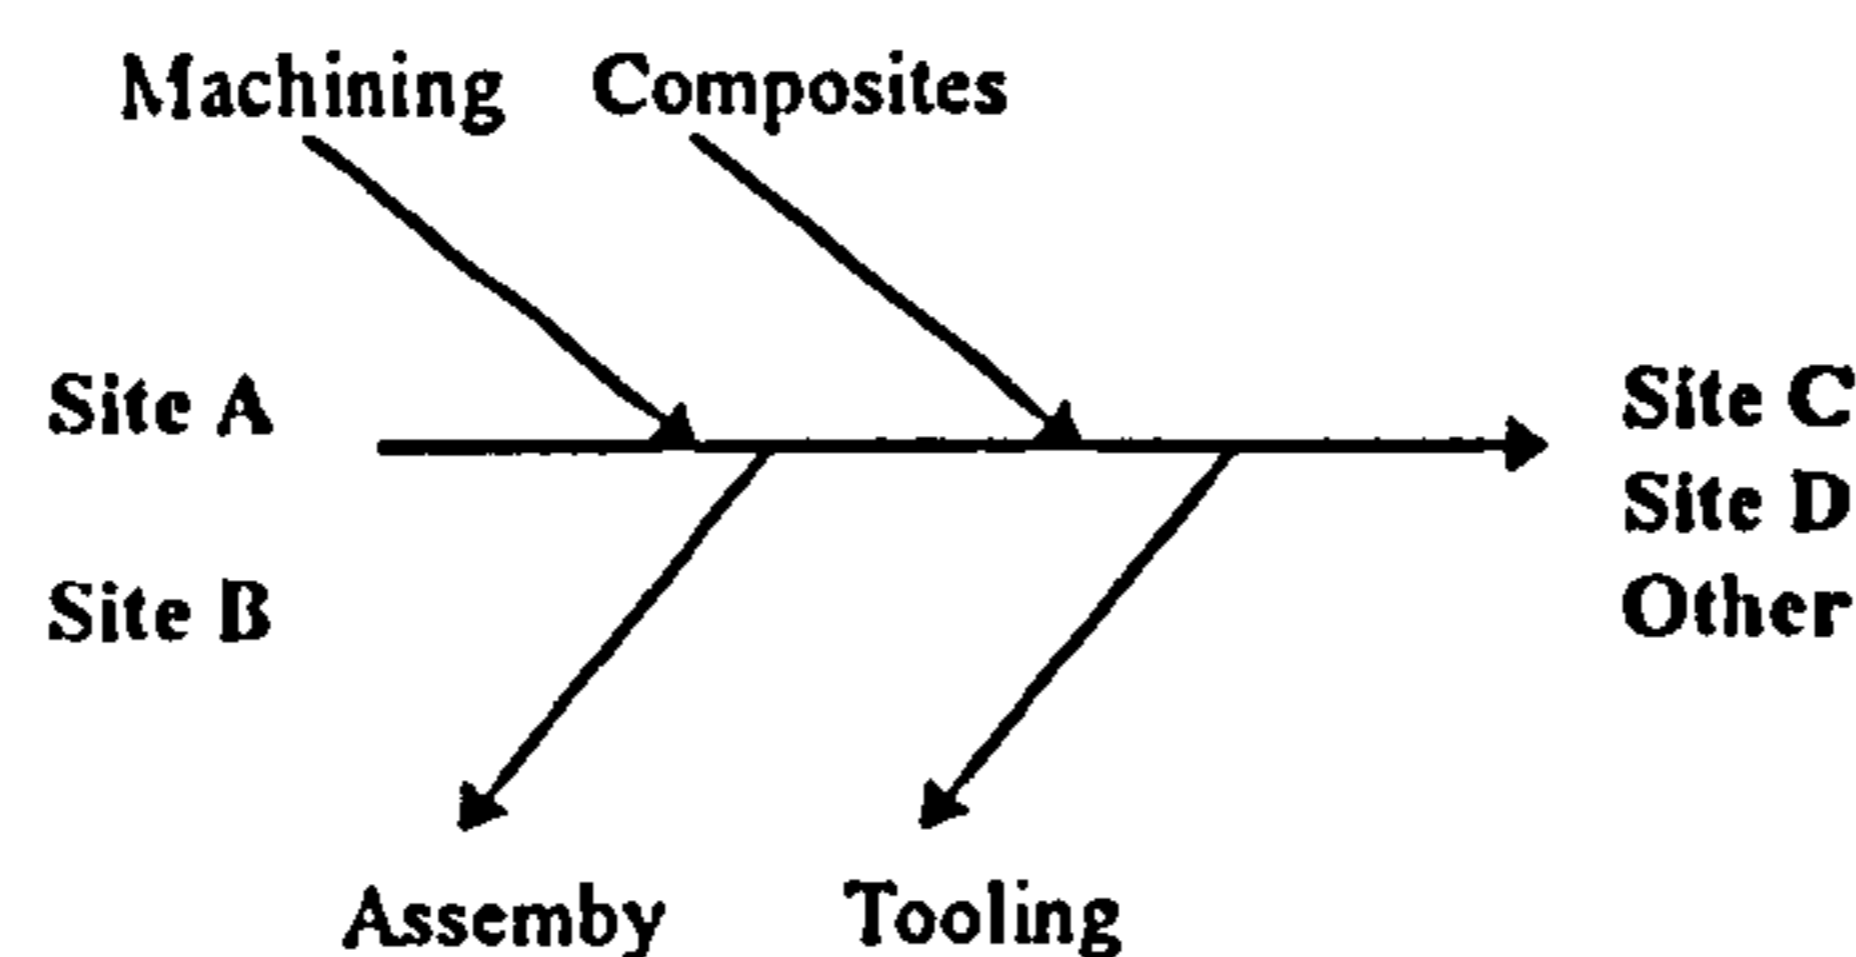 Machining Composites
Site A
Site B
Site C
Site D
Other
Assemby Tooling